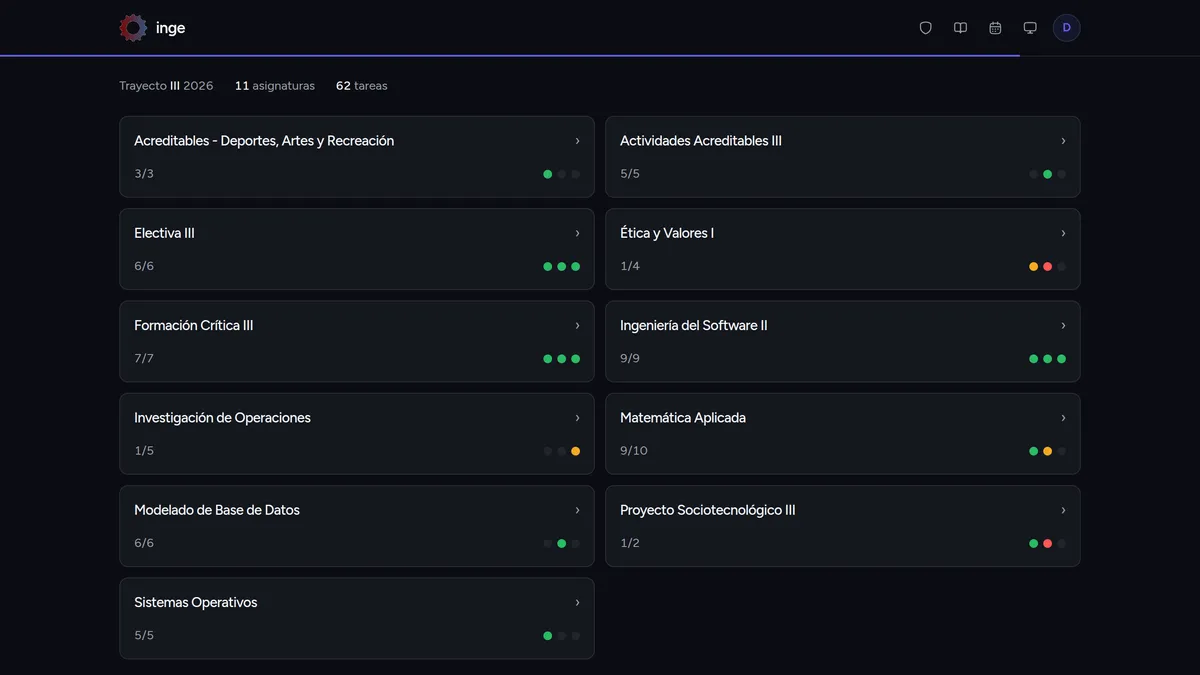 inge
D
Trayecto III 2026 11 asignaturas 62 tareas
Acreditables - Deportes, Artes y Recreación
3/3
Actividades Acreditables III
5/5
Electiva III
6/6
Ética y Valores I
1/4
Formación Crítica III
7/7
Ingeniería del Software II
9/9
Investigación de Operaciones
1/5
Matemática Aplicada
9/10
Modelado de Base de Datos
6/6
Proyecto Sociotecnológico III
1/2
Sistemas Operativos
5/5